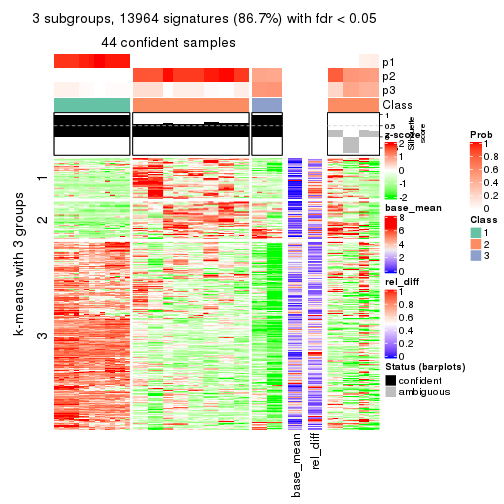 3 subgroups, 13964 signatures (86.7%) with fdr < 0.05
44 confident samples
p1
p2
p3
Class
1
0.5
0
Silhouette
score
k-means with 3 groups
1
2
3
base_mean
rel_diff
z-score
2
1
0
-1
-2
base_mean
8
6
4
2
0
rel_diff
1
0.8
0.6
0.4
0.2
0
Status (barplots)
confident
ambiguous
Prob
1
0.8
0.6
0.4
0.2
0
Class
1
2
3